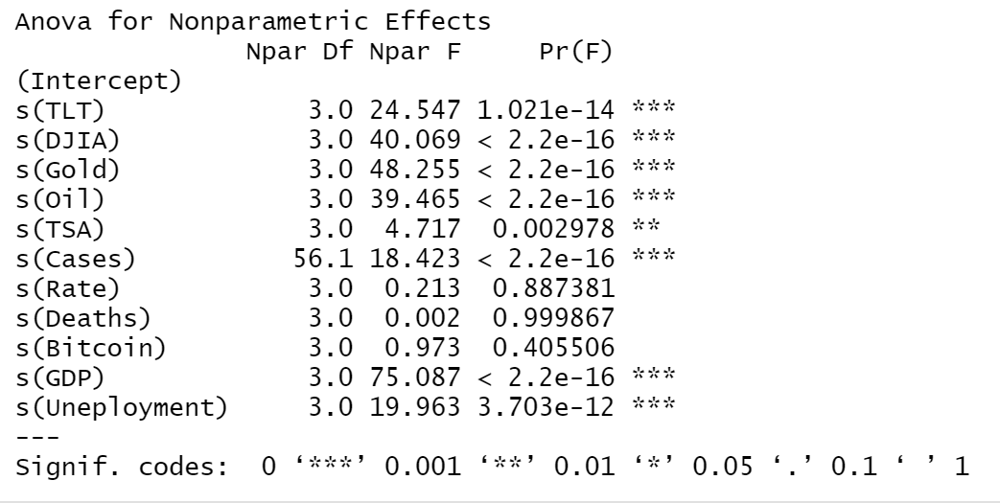 Anova for Nonparametric Effects
Npar Df Npar F Pr(F)
(Intercept)
s(TLT) 3.0 24.547 1.021e-14 ***
s(DJIA) 3.0 40.069 < 2.2e-16 ***
s(Gold) 3.0 48.255 < 2.2e-16 ***
s(Oil) 3.0 39.465 < 2.2e-16 ***
s(TSA) 3.0 4.717 0.002978 **
s(Cases) 56.1 18.423 < 2.2e-16 ***
s(Rate) 3.0 0.213 0.887381
s(Deaths) 3.0 0.002 0.999867
s(Bitcoin) 3.0 0.973 0.405506
s(GDP) 3.0 75.087 < 2.2e-16 ***
s(Uneployment) 3.0 19.963 3.703e-12 ***
---
Signif. codes: 0 ‘***’ 0.001 ‘**’ 0.01 ‘*’ 0.05 ‘.’ 0.1 ‘ ’ 1